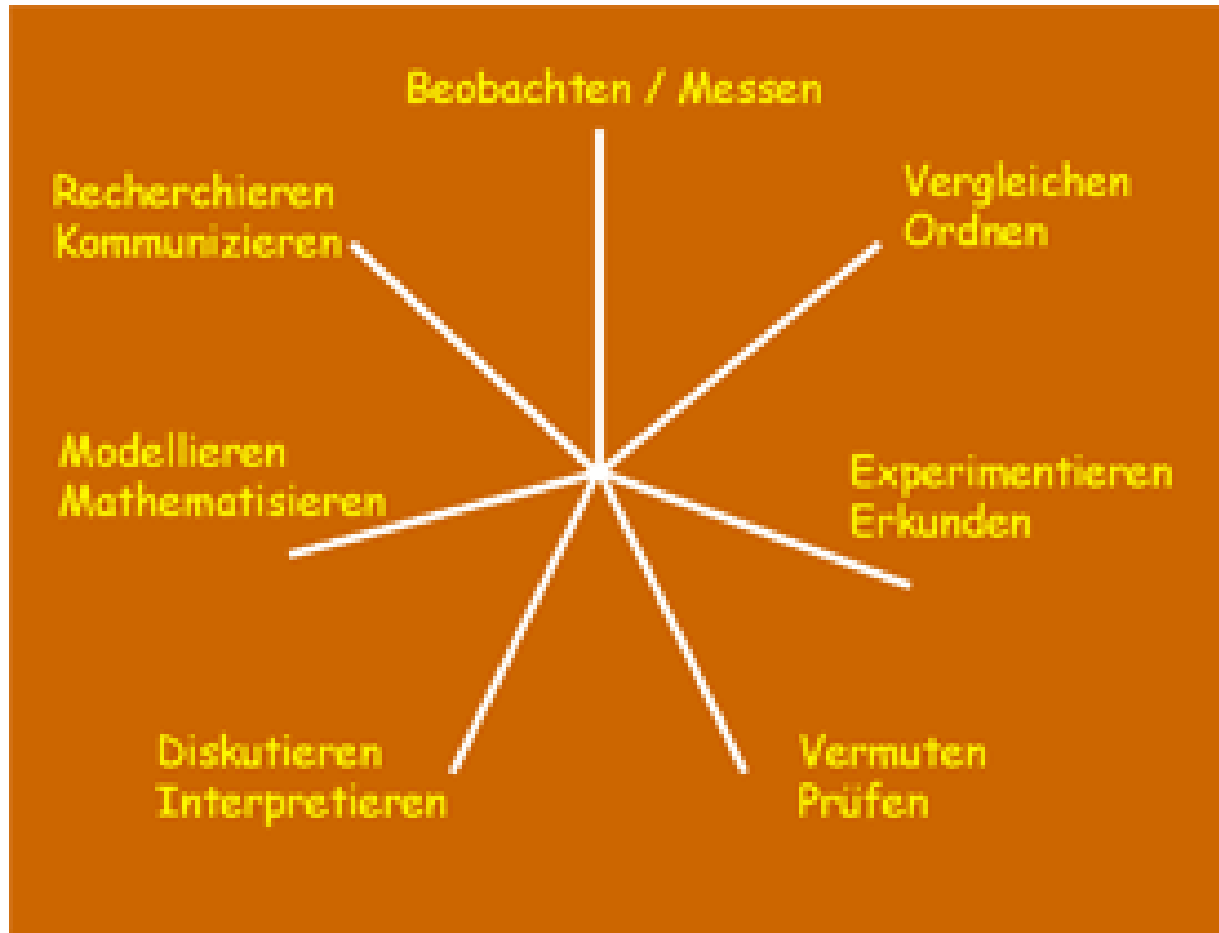 Beobachten / Messen
Vergleichen
Ordnen
Experimentieren
Erkunden
Vermuten
Prüfen
Diskutieren
Interpretieren
Modellieren
Mathematisieren
Recherchieren
Kommunizieren